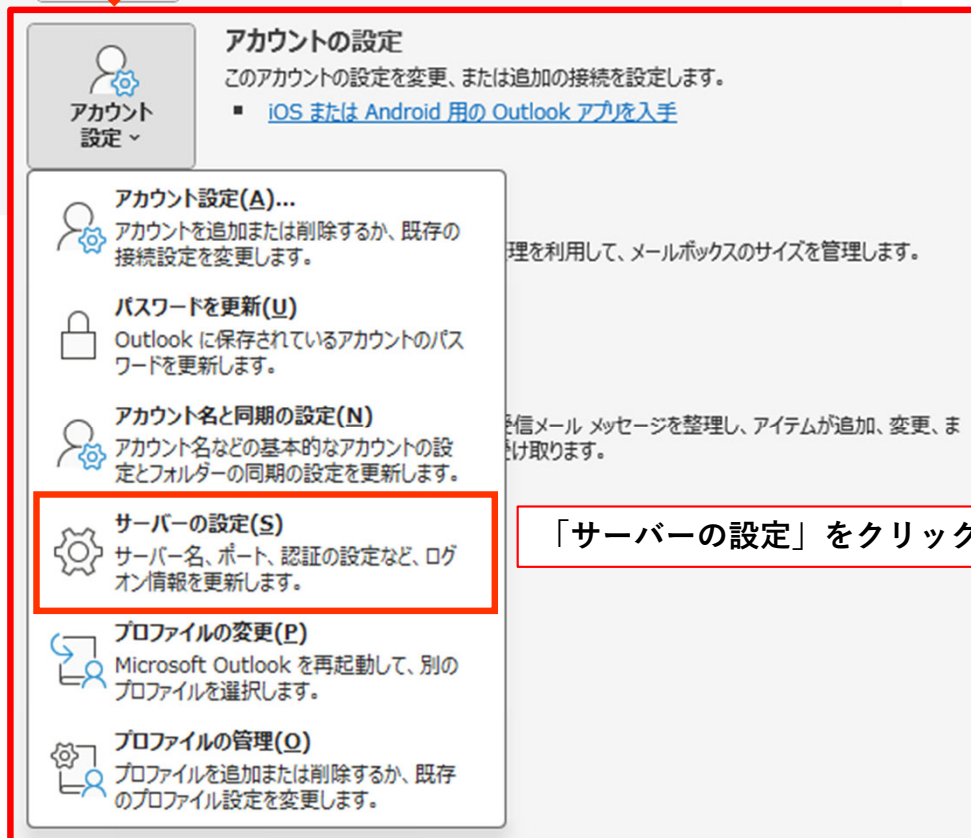 アカウントの設定
このアカウントの設定を変更、または追加の接続を設定します。
▪ iOS または Android 用の Outlook アプリを入手
アカウント
設定
アカウント設定(A)...
アカウントを追加または削除するか、既存の
接続設定を変更します。
理を利用して、メールボックスのサイズを管理します。
パスワードを更新(U)
Outlook に保存されているアカウントのパス
ワードを更新します。
アカウント名と同期の設定(N)
アカウント名などの基本的なアカウントの設
定とフォルダーの同期の設定を更新します。
信メール メッセージを整理し、アイテムが追加、変更、ま
け取ります。
サーバーの設定(S)
サーバー名、ポート、認証の設定など、ログ
オン情報を更新します。
「サーバーの設定」をクリック
プロファイルの変更(P)
Microsoft Outlook を再起動して、別の
プロファイルを選択します。
プロファイルの管理(O)
プロファイルを追加または削除するか、既存
のプロファイル設定を変更します。